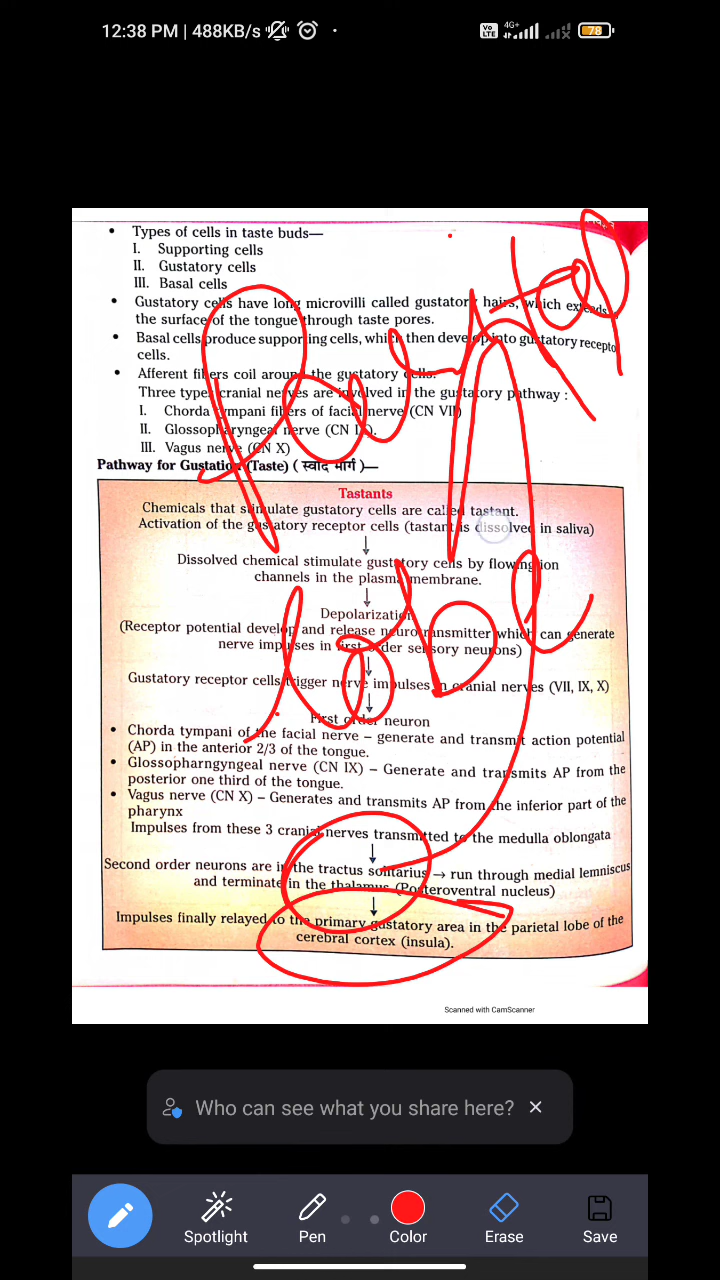 12:38 PM | 488KB/s
Vo LTE 4G+ 78
• Types of cells in taste buds—
I. Supporting cells
II. Gustatory cells
III. Basal cells
• Gustatory cells have long microvilli called gustatory hairs, which extends
the surface of the tongue through taste pores.
• Basal cells produce supporting cells, which then develop into gustatory recepto
cells.
• Afferent fibers coil around the gustatory cells.
Three types cranial nerves are involved in the gustatory pathway :
I. Chorda tympani fibers of facial nerve (CN VII)
II. Glossopharyngeal nerve (CN IX).
III. Vagus nerve (CN X)
Pathway for Gustation (Taste) ( स्वाद मार्ग )—
Tastants
Chemicals that stimulate gustatory cells are called tastant.
Activation of the gustatory receptor cells (tastant is dissolved in saliva)
Dissolved chemical stimulate gustatory cells by flowing ion
channels in the plasma membrane.
Depolarization
(Receptor potential develop and release neurotransmitter which can generate
nerve impulses in first order sensory neurons)
Gustatory receptor cells trigger nerve impulses in cranial nerves (VII, IX, X)
First order neuron
• Chorda tympani of the facial nerve – generate and transmit action potential
(AP) in the anterior 2/3 of the tongue.
• Glossopharngyngeal nerve (CN IX) – Generate and transmits AP from the
posterior one third of the tongue.
• Vagus nerve (CN X) – Generates and transmits AP from the inferior part of the
pharynx
Impulses from these 3 cranial nerves transmitted to the medulla oblongata
Second order neurons are in the tractus solitarius → run through medial lemniscus
and terminate in the thalamus (Posteroventral nucleus)
Impulses finally relayed to the primary gustatory area in the parietal lobe of the
cerebral cortex (insula).
lobe
Scanned with CamScanner
Who can see what you share here? ×
Spotlight Pen Color Erase Save